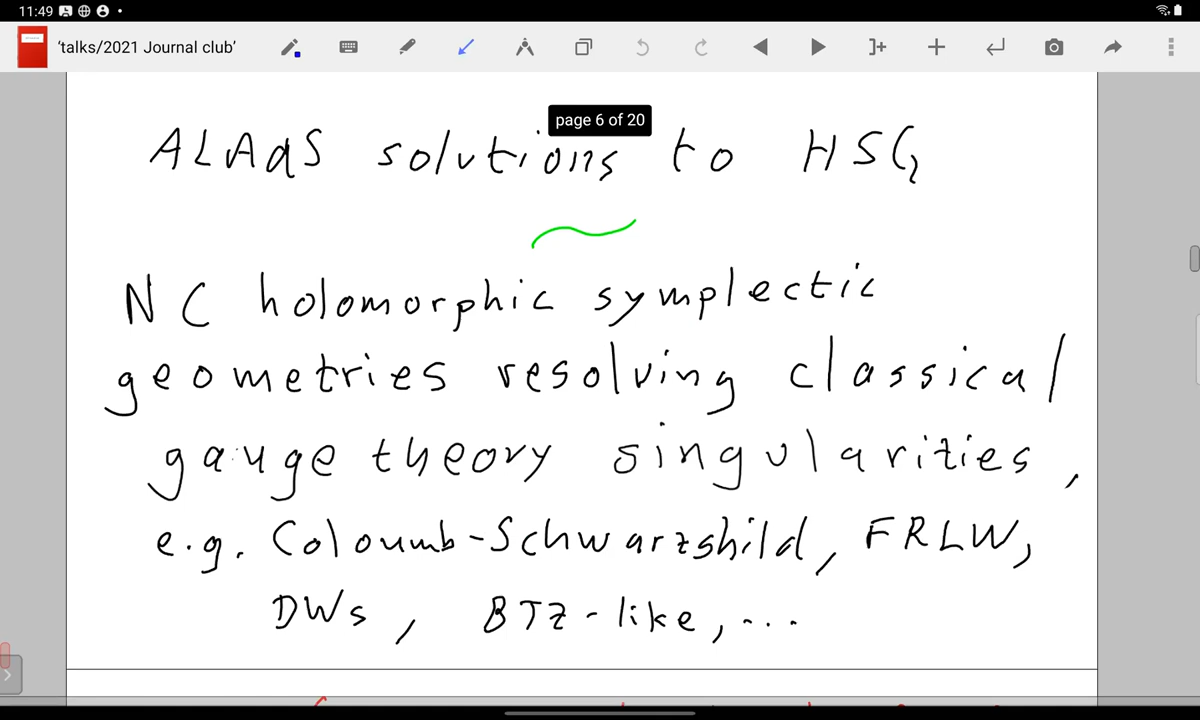 11:49
'talks/2021 Journal club'
page 6 of 20
ALAdS solutions to HSG
NC holomorphic symplectic
geometries resolving classical
gauge theory singularities,
e.g. Coloumb-Schwarzshild, FRLW,
DWs, BTZ-like, ...